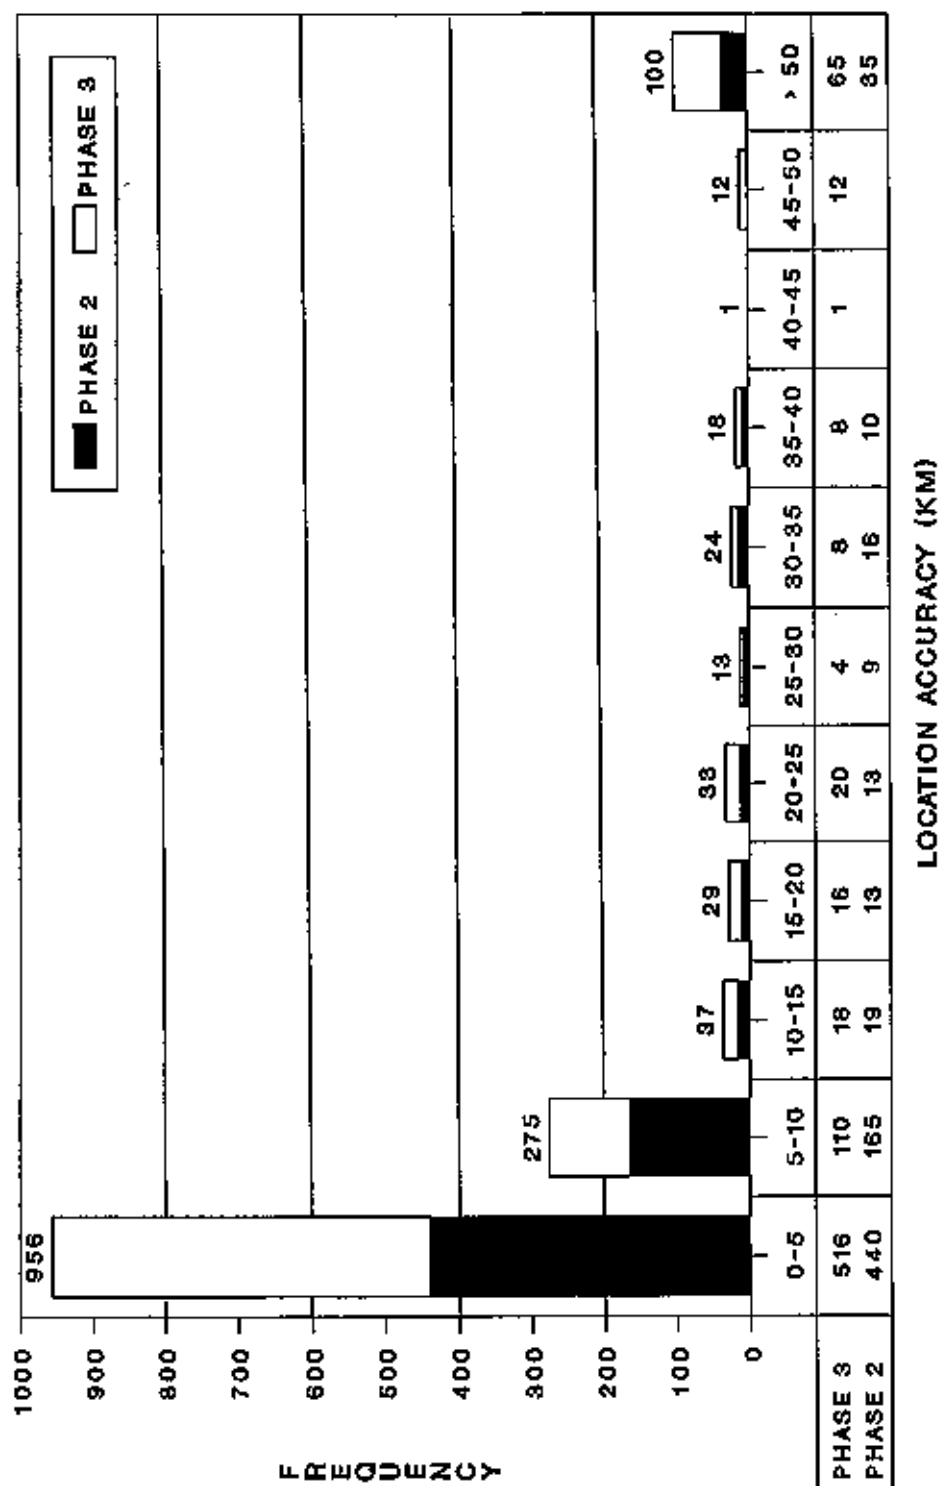 PHASE 2 PHASE 3
FREQUENCY
1000
900
800
700
600
500
400
300
200
100
0
956 275 37 29 33 13 24 18 1 12 100
0-5 5-10 10-15 15-20 20-25 25-30 30-35 35-40 40-45 45-50 > 50
PHASE 3 516 110 18 16 20 4 8 8 1 12 65
PHASE 2 440 165 19 13 13 9 16 10 35
LOCATION ACCURACY (KM)